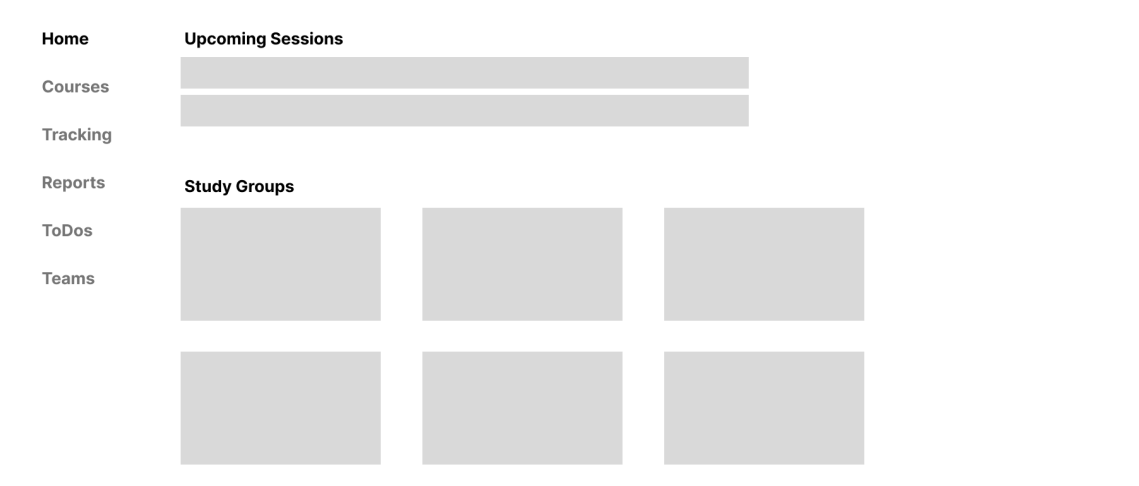 Home
Courses
Tracking
Reports
ToDos
Teams
Upcoming Sessions
Study Groups